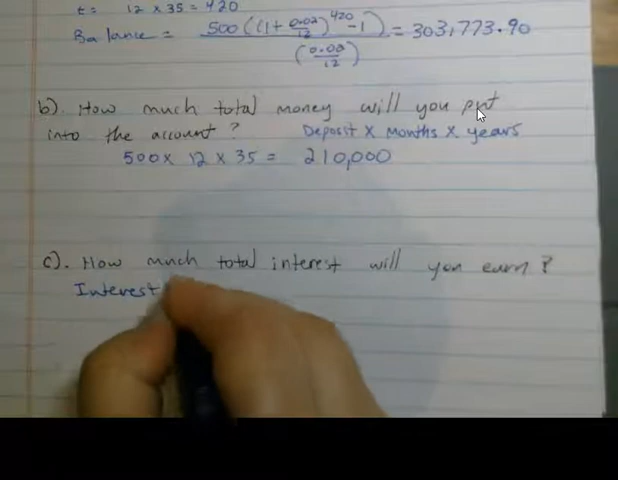 t = 12 x 35 = 420
Balance = 500((1+0.02/12)^420 -1) / (0.02/12) = 303,773.90
b). How much total money will you put
into the account? Deposit x months x years
500 x 12 x 35 = 210,000
c). How much total interest will you earn?
Interest